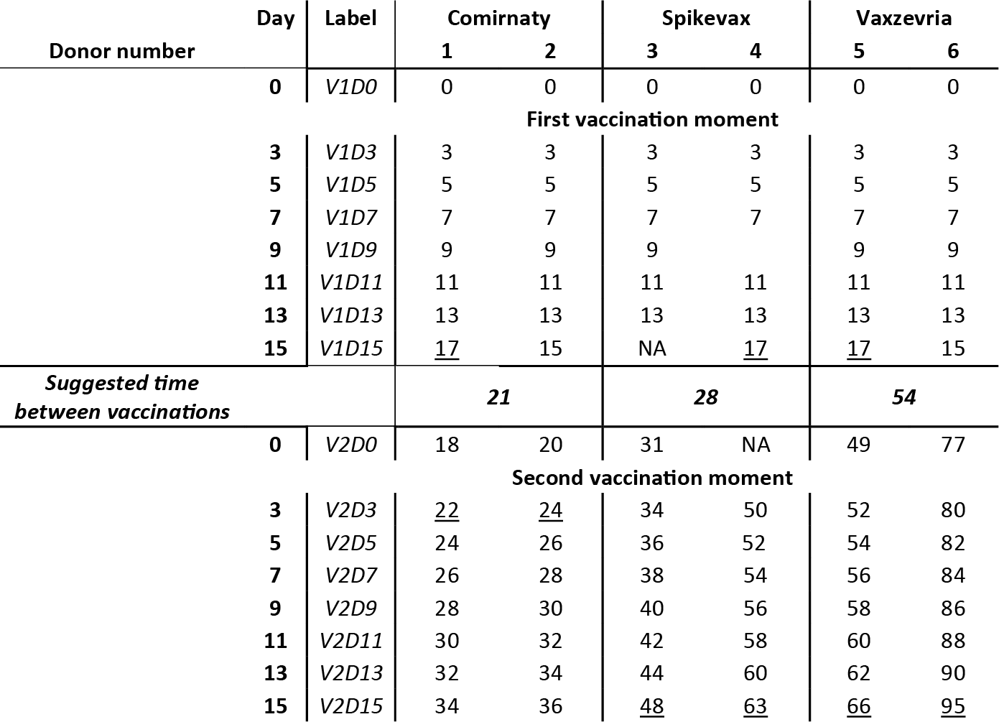 Day Label Comirnaty Spikevax Vaxzevria
Donor number 1 2 3 4 5 6
0 V1D0 0 0 0 0 0 0
First vaccination moment
3 V1D3 3 3 3 3 3 3
5 V1D5 5 5 5 5 5 5
7 V1D7 7 7 7 7 7 7
9 V1D9 9 9 9 9 9
11 V1D11 11 11 11 11 11 11
13 V1D13 13 13 13 13 13 13
15 V1D15 17 15 NA 17 17 15
Suggested time
between vaccinations 21 28 54
0 V2D0 18 20 31 NA 49 77
Second vaccination moment
3 V2D3 22 24 34 50 52 80
5 V2D5 24 26 36 52 54 82
7 V2D7 26 28 38 54 56 84
9 V2D9 28 30 40 56 58 86
11 V2D11 30 32 42 58 60 88
13 V2D13 32 34 44 60 62 90
15 V2D15 34 36 48 63 66 95